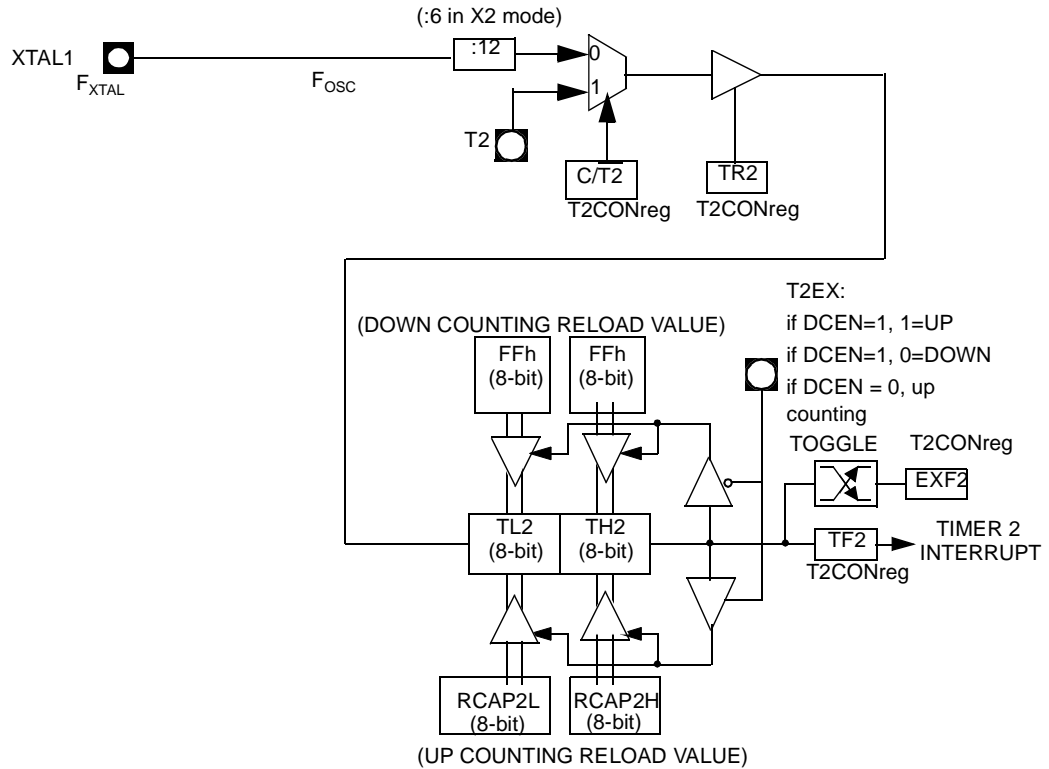 (:6 in X2 mode)
XTAL1
:12
0
FXTAL
FOSC
1
T2
C/T2
TR2
T2CONreg
T2CONreg
T2EX:
if DCEN=1, 1=UP
if DCEN=1, 0=DOWN
if DCEN = 0, up
counting
(DOWN COUNTING RELOAD VALUE)
FFh
(8-bit)
FFh
(8-bit)
TOGGLE
T2CONreg
EXF2
TL2
(8-bit)
TH2
(8-bit)
TF2
T2CONreg
TIMER 2
INTERRUPT
RCAP2L
(8-bit)
RCAP2H
(8-bit)
(UP COUNTING RELOAD VALUE)